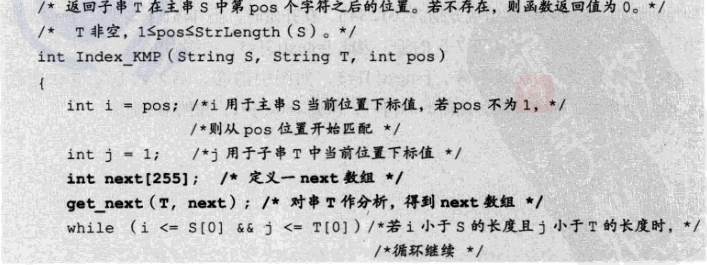 /* 返回子串 T 在主串 S 中第 pos 个字符之后的位置。若不存在，则函数返回值为 0。*/
/* T 非空，1≤pos≤StrLength（S）。*/
int Index_KMP（String S, String T, int pos）
{
int i = pos; /*i 用于主串 S 当前位置下标值，若 pos 不为 1，*/
/*则从 pos 位置开始匹配 */
int j = 1; /*j 用于子串 T 中当前位置下标值 */
int next[255]; /* 定义一 next 数组 */
get_next（T, next）; /* 对串 T 作分析，得到 next 数组 */
while （i <= S[0] && j <= T[0]）/*若 i 小于 S 的长度且 j 小于 T 的长度时，*/
/*循环继续 */